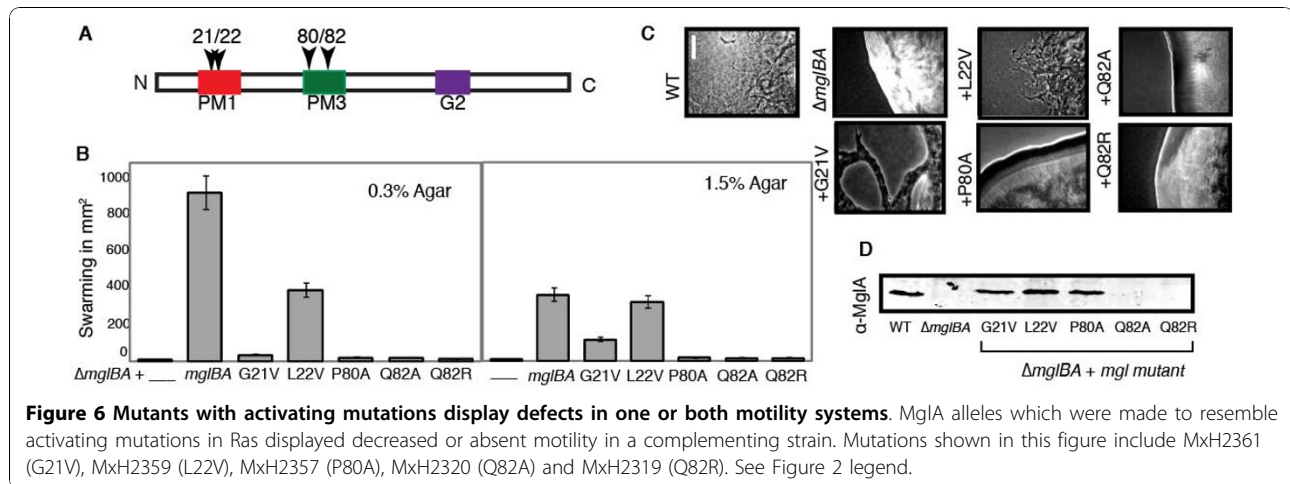 A
21/22
80/82
N
C
PM1
PM3
G2
B
Swarming in mm²
1000
800
600
400
200
0
0.3% Agar
1.5% Agar
ΔmglBA + ___ mglBA G21V L22V P80A Q82A Q82R
___ mglBA G21V L22V P80A Q82A Q82R
C
WT
ΔmglBA
+L22V
+Q82A
+G21V
+P80A
+Q82R
D
α-MglA
WT ΔmglBA G21V L22V P80A Q82A Q82R
ΔmglBA + mgl mutant
Figure 6 Mutants with activating mutations display defects in one or both motility systems. MglA alleles which were made to resemble
activating mutations in Ras displayed decreased or absent motility in a complementing strain. Mutations shown in this figure include MxH2361
(G21V), MxH2359 (L22V), MxH2357 (P80A), MxH2320 (Q82A) and MxH2319 (Q82R). See Figure 2 legend.